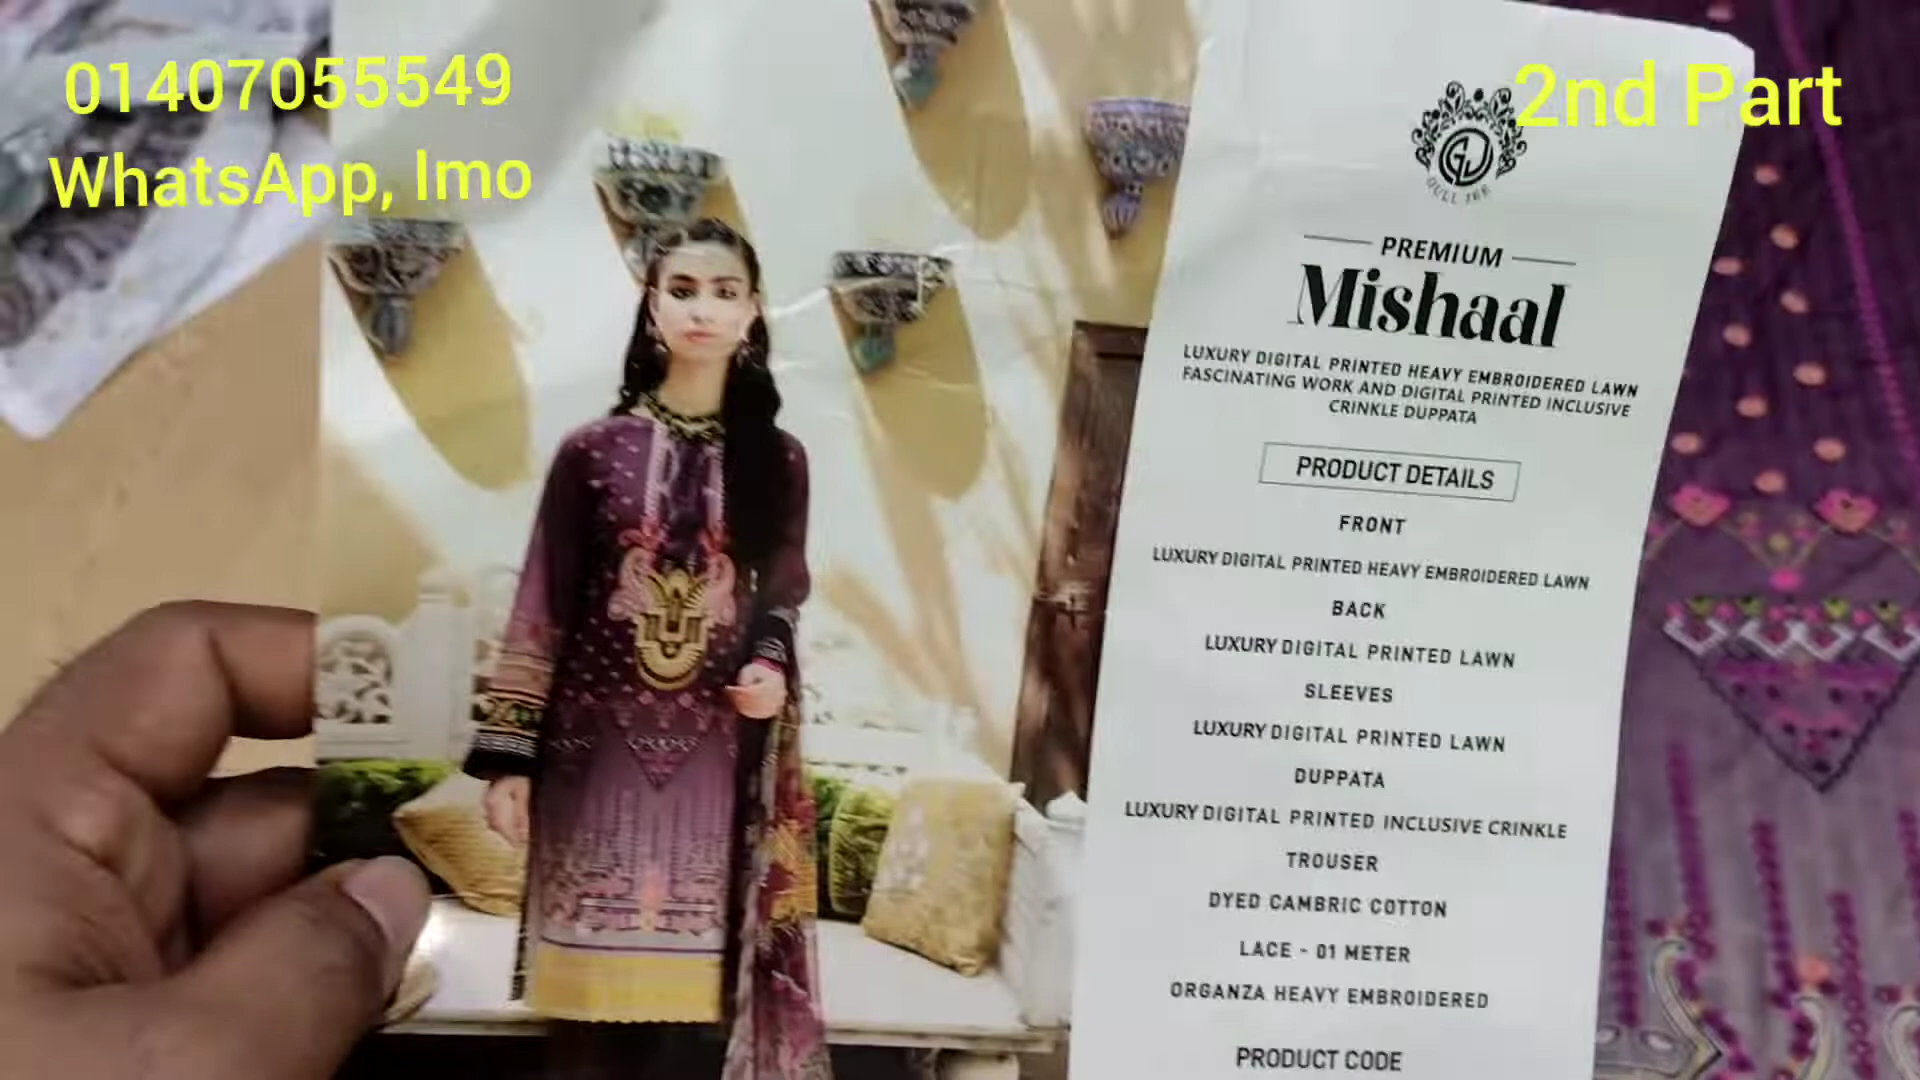 01407055549
WhatsApp, Imo
2nd Part
GJ
GULL JEE
PREMIUM
Mishaal
LUXURY DIGITAL PRINTED HEAVY EMBROIDERED LAWN
FASCINATING WORK AND DIGITAL PRINTED INCLUSIVE
CRINKLE DUPPATA
PRODUCT DETAILS
FRONT
LUXURY DIGITAL PRINTED HEAVY EMBROIDERED LAWN
BACK
LUXURY DIGITAL PRINTED LAWN
SLEEVES
LUXURY DIGITAL PRINTED LAWN
DUPPATA
LUXURY DIGITAL PRINTED INCLUSIVE CRINKLE
TROUSER
DYED CAMBRIC COTTON
LACE - 01 METER
ORGANZA HEAVY EMBROIDERED
PRODUCT CODE